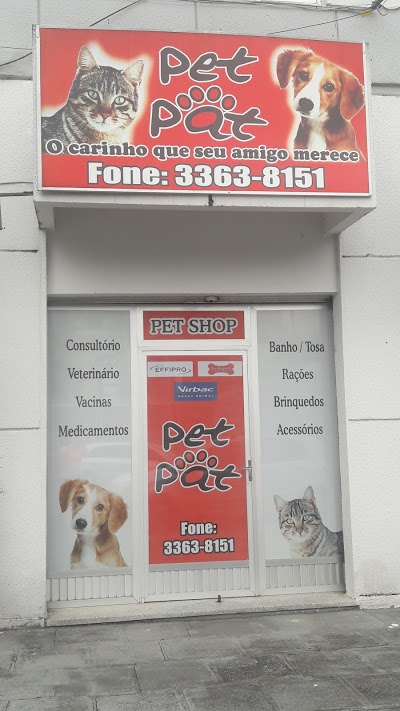 Pet
Pat
O carinho que seu amigo merece
Fone: 3363-8151
PET SHOP
Consultório
Veterinário
Vacinas
Medicamentos
EFFIPRO
Virbac
Pet
Pat
Fone:
3363-8151
Banho / Tosa
Rações
Brinquedos
Acessórios